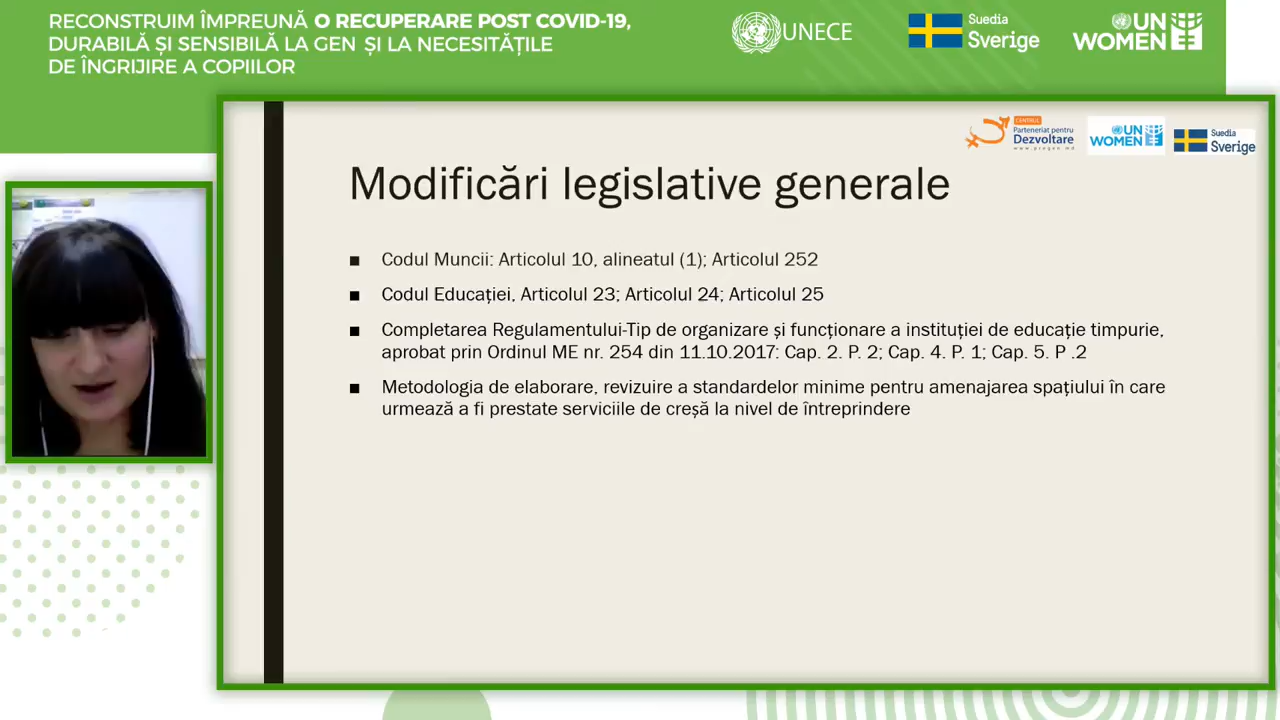 RECONSTRUIM ÎMPREUNĂ O RECUPERARE POST COVID-19,
DURABILĂ ȘI SENSIBILĂ LA GEN ȘI LA NECESITĂȚILE
DE ÎNGRIJIRE A COPIILOR
UNECE
Suedia
Sverige
UN
WOMEN
CENTRUL
Parteneriat pentru
Dezvoltare
www.progen.md
UN
WOMEN
Suedia
Sverige
Modificări legislative generale
■ Codul Muncii: Articolul 10, alineatul (1); Articolul 252
■ Codul Educației, Articolul 23; Articolul 24; Articolul 25
■ Completarea Regulamentului-Tip de organizare și funcționare a instituției de educație timpurie,
aprobat prin Ordinul ME nr. 254 din 11.10.2017: Cap. 2. P. 2; Cap. 4. P. 1; Cap. 5. P .2
■ Metodologia de elaborare, revizuire a standardelor minime pentru amenajarea spațiului în care
urmează a fi prestate serviciile de creșă la nivel de întreprindere